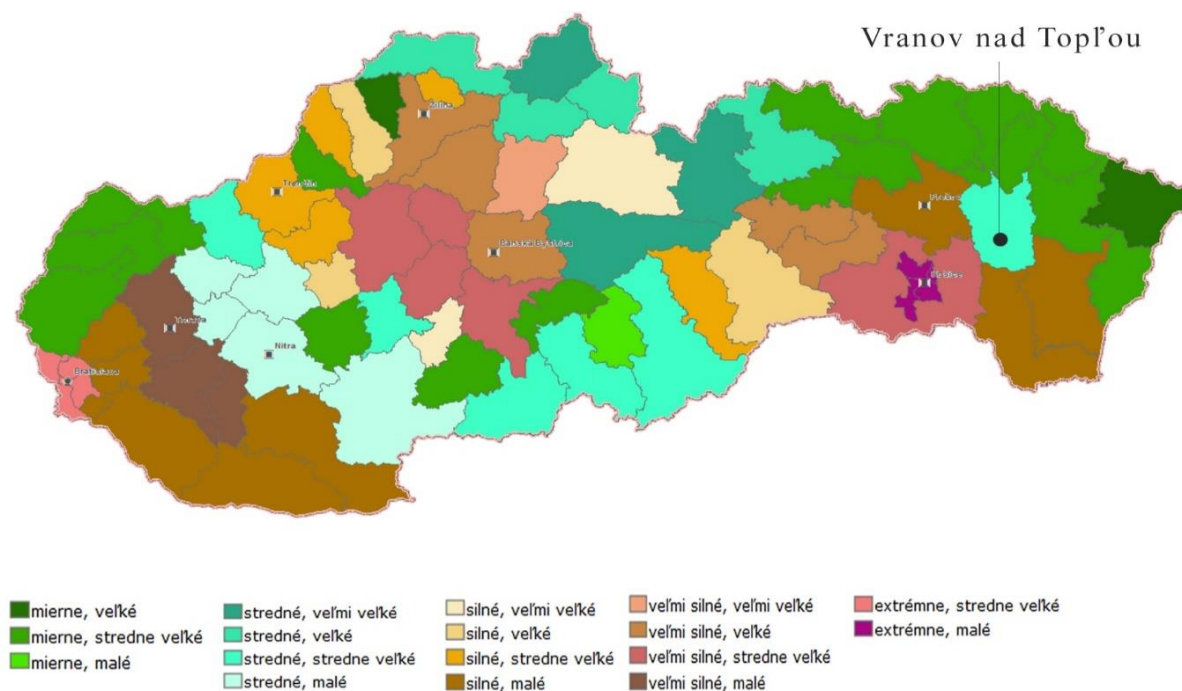 Vranov nad Topľou
Žilina
Trenčín
Prešov
Banská Bystrica
Košice
Trnava
Nitra
Bratislava
mierne, veľké
mierne, stredne veľké
mierne, malé
stredné, veľmi veľké
stredné, veľké
stredné, stredne veľké
stredné, malé
silné, veľmi veľké
silné, veľké
silné, stredne veľké
silné, malé
veľmi silné, veľmi veľké
veľmi silné, veľké
veľmi silné, stredne veľké
veľmi silné, malé
extrémne, stredne veľké
extrémne, malé